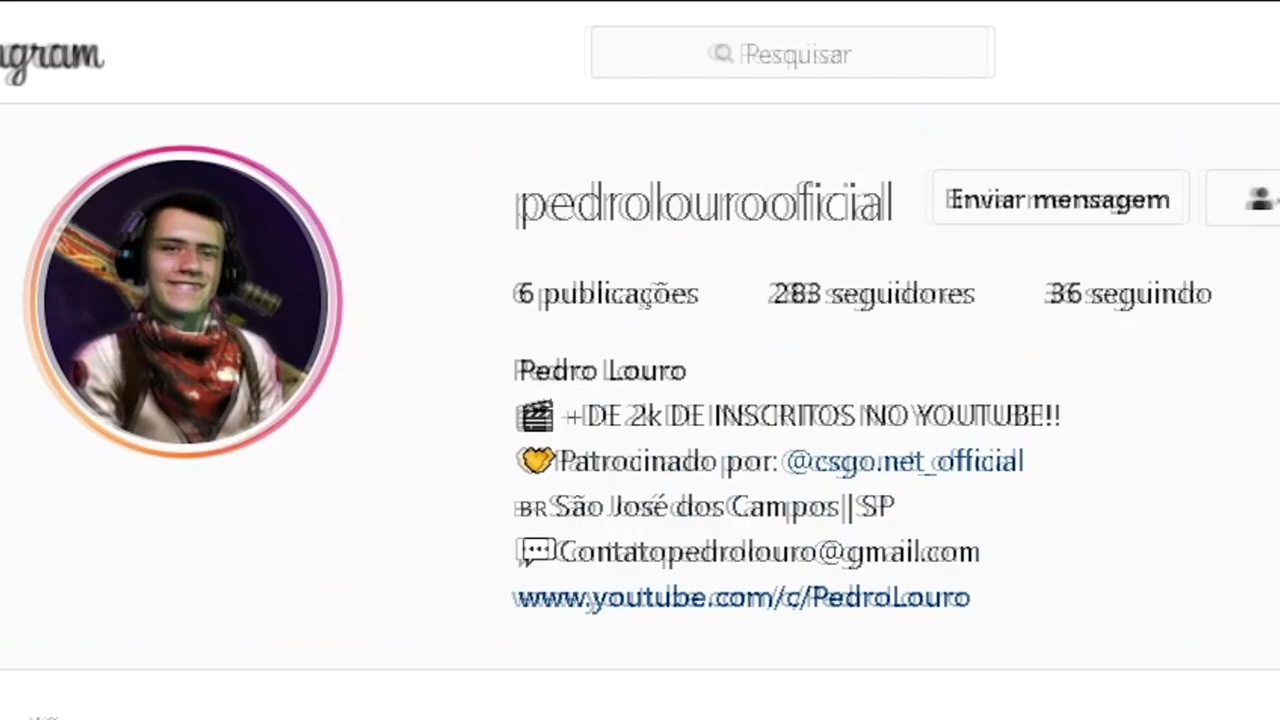 Pesquisar
pedrolourooficial Enviar mensagem
6 publicações 283 seguidores 36 seguindo
Pedro Louro
🎬 +DE 2k DE INSCRITOS NO YOUTUBE!!
💛Patrocinado por: @csgo.net_official
BR São José dos Campos || SP
💬Contatopedrolouro@gmail.com
www.youtube.com/c/PedroLouro